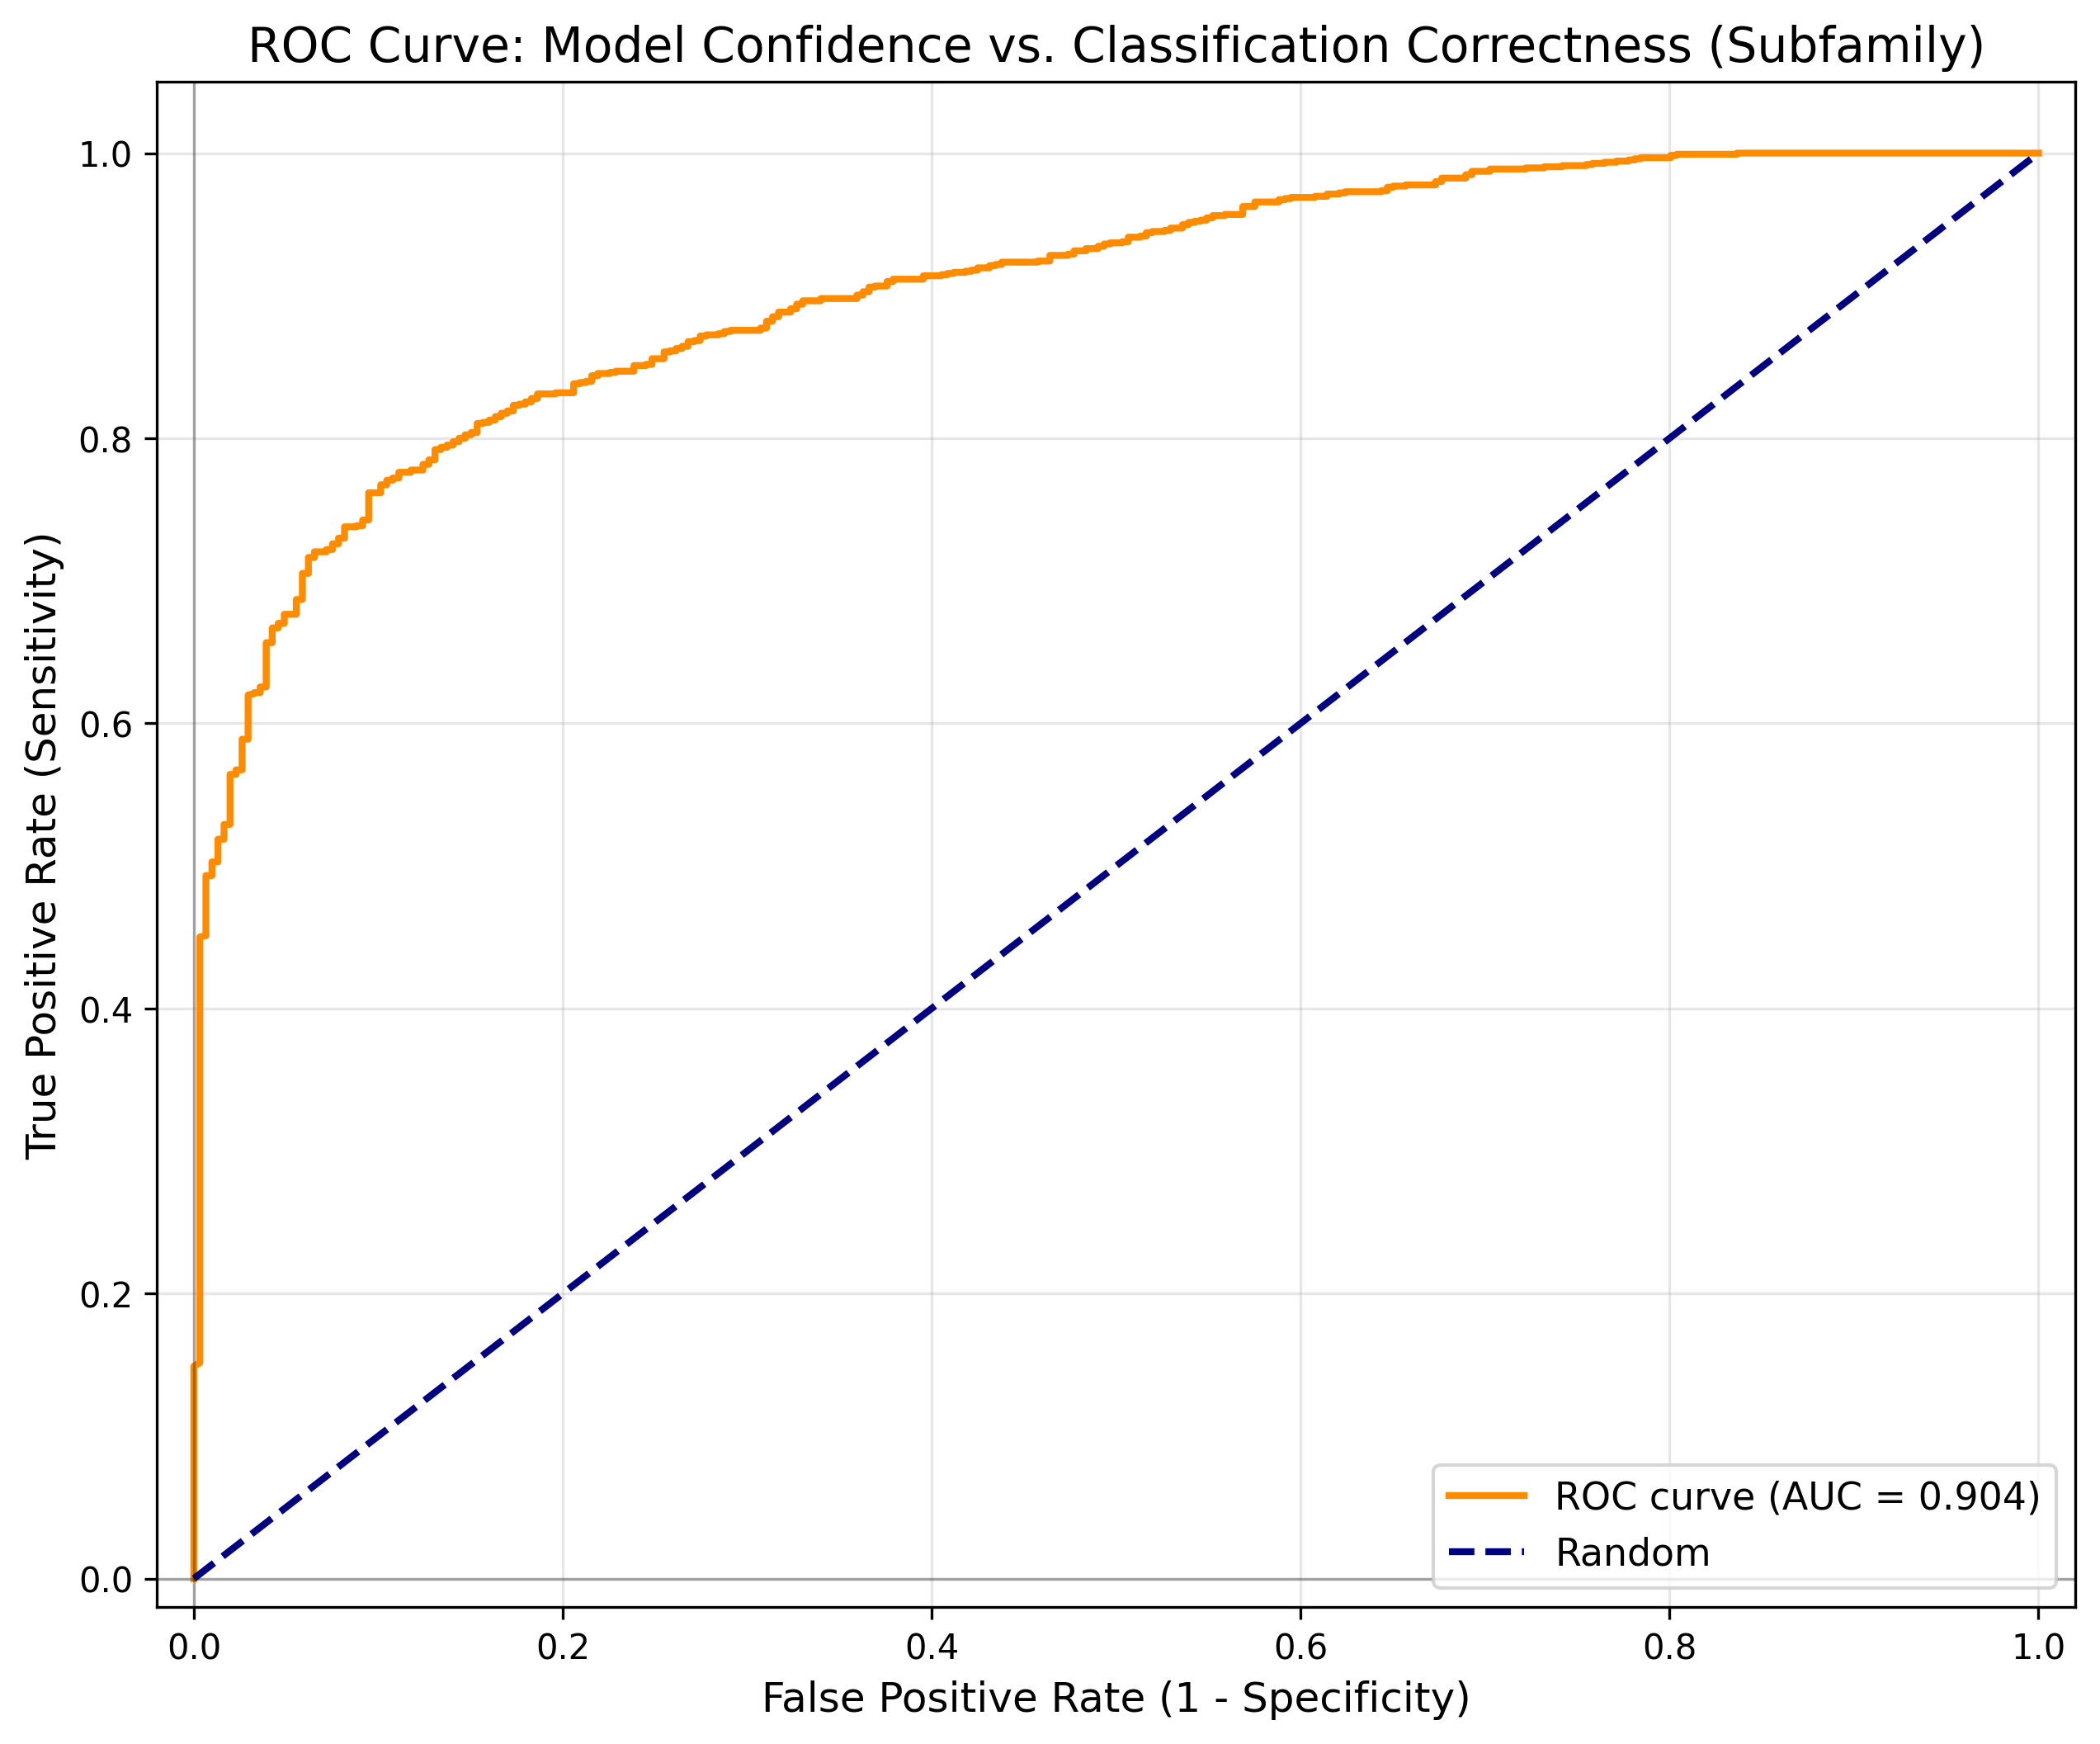 ROC Curve: Model Confidence vs. Classification Correctness (Subfamily)
True Positive Rate (Sensitivity)
1.0
0.8
0.6
0.4
0.2
0.0
ROC curve (AUC = 0.904)
Random
0.0 0.2 0.4 0.6 0.8 1.0
False Positive Rate (1 - Specificity)